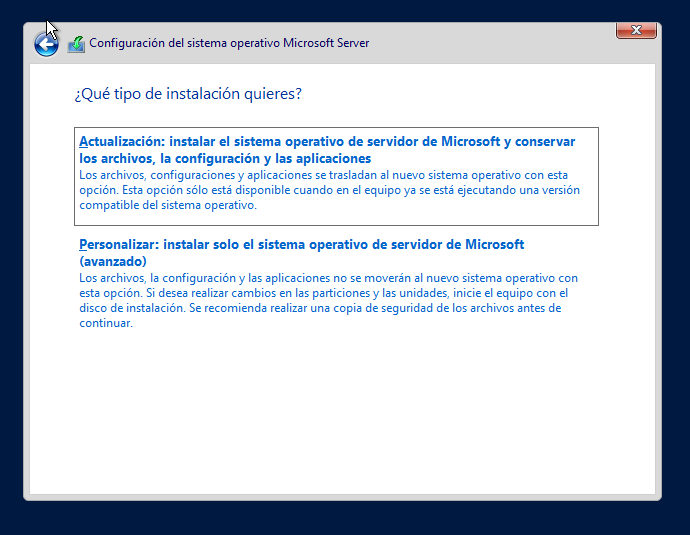 Configuración del sistema operativo Microsoft Server
¿Qué tipo de instalación quieres?
Actualización: instalar el sistema operativo de servidor de Microsoft y conservar
los archivos, la configuración y las aplicaciones
Los archivos, configuraciones y aplicaciones se trasladan al nuevo sistema operativo con esta
opción. Esta opción sólo está disponible cuando en el equipo ya se está ejecutando una versión
compatible del sistema operativo.
Personalizar: instalar solo el sistema operativo de servidor de Microsoft
(avanzado)
Los archivos, la configuración y las aplicaciones no se moverán al nuevo sistema operativo con
esta opción. Si desea realizar cambios en las particiones y las unidades, inicie el equipo con el
disco de instalación. Se recomienda realizar una copia de seguridad de los archivos antes de
continuar.